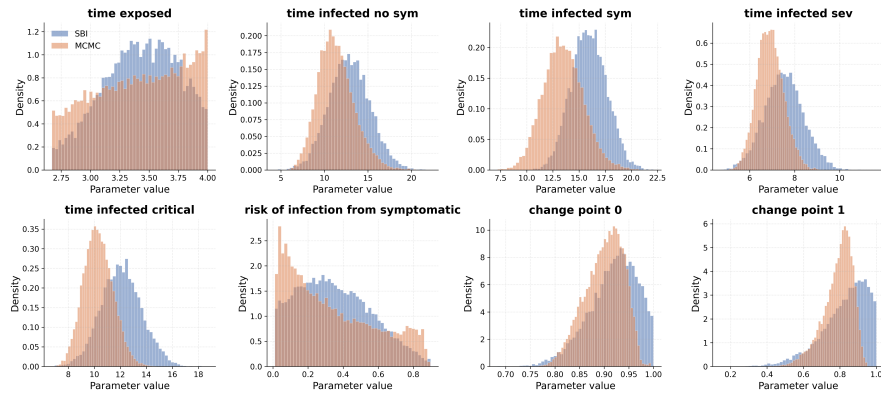 time exposed
time infected no sym
time infected sym
time infected sev
SBI
MCMC
Density
1.2
1.0
0.8
0.6
0.4
0.2
0.0
2.75 3.00 3.25 3.50 3.75 4.00
Parameter value
Density
0.200
0.175
0.150
0.125
0.100
0.075
0.050
0.025
0.000
5 10 15 20
Parameter value
Density
0.20
0.15
0.10
0.05
0.00
7.5 10.0 12.5 15.0 17.5 20.0 22.5
Parameter value
Density
0.6
0.5
0.4
0.3
0.2
0.1
0.0
6 8 10
Parameter value
time infected critical
risk of infection from symptomatic
change point 0
change point 1
Density
0.35
0.30
0.25
0.20
0.15
0.10
0.05
0.00
8 10 12 14 16 18
Parameter value
Density
2.5
2.0
1.5
1.0
0.5
0.0
0.0 0.2 0.4 0.6 0.8
Parameter value
Density
10
8
6
4
2
0
0.70 0.75 0.80 0.85 0.90 0.95 1.00
Parameter value
Density
6
5
4
3
2
1
0
0.2 0.4 0.6 0.8 1.0
Parameter value